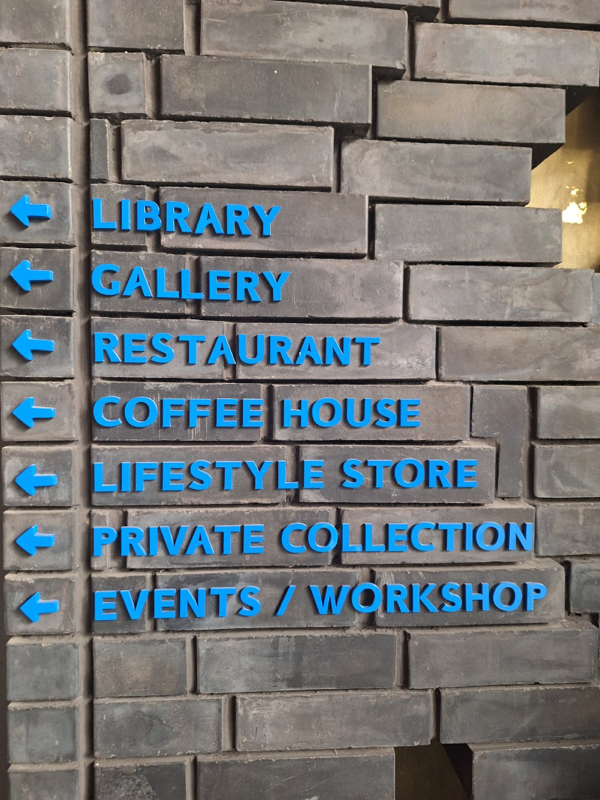 ← LIBRARY
← GALLERY
← RESTAURANT
← COFFEE HOUSE
← LIFESTYLE STORE
← PRIVATE COLLECTION
← EVENTS / WORKSHOP